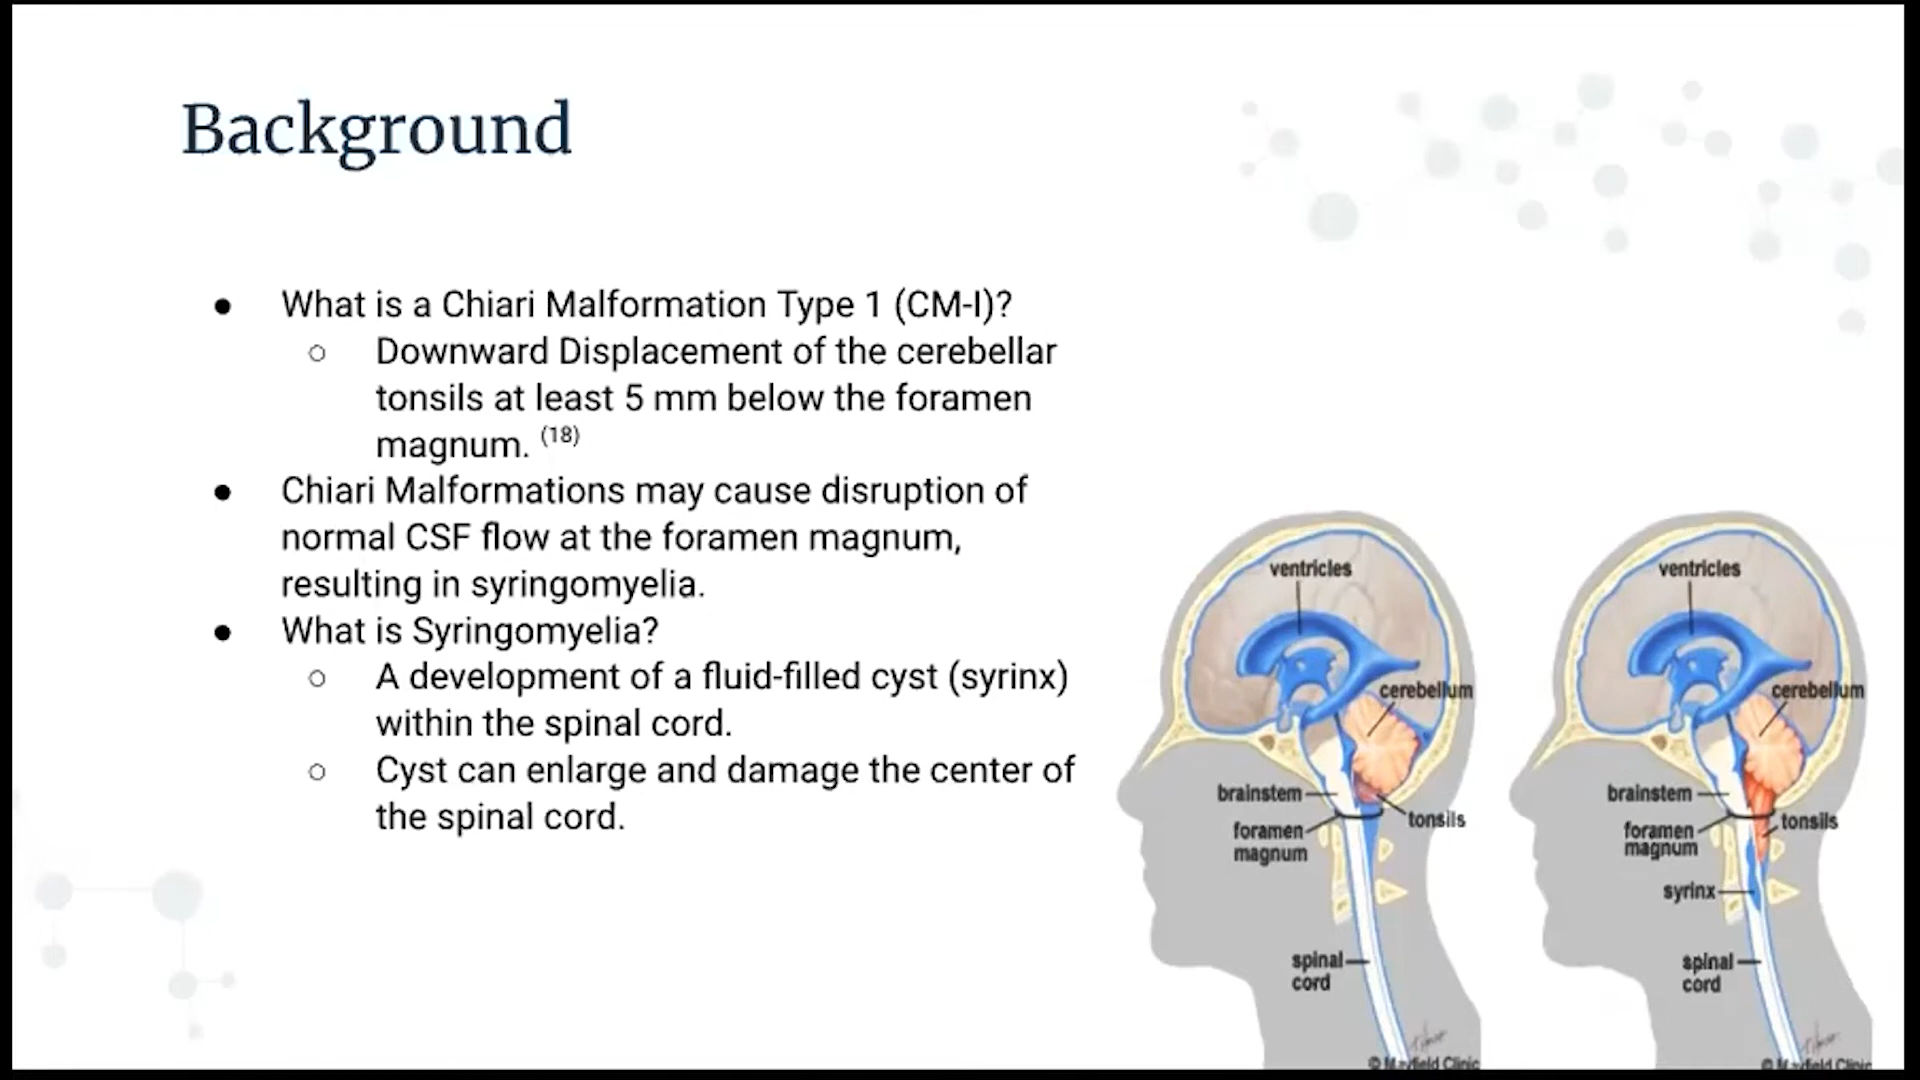 Background
● What is a Chiari Malformation Type 1 (CM-I)?
○ Downward Displacement of the cerebellar
tonsils at least 5 mm below the foramen
magnum. (18)
● Chiari Malformations may cause disruption of
normal CSF flow at the foramen magnum,
resulting in syringomyelia.
● What is Syringomyelia?
○ A development of a fluid-filled cyst (syrinx)
within the spinal cord.
○ Cyst can enlarge and damage the center of
the spinal cord.
ventricles
cerebellum
brainstem
tonsils
foramen
magnum
spinal
cord
© Mayfield Clinic
ventricles
cerebellum
brainstem
tonsils
foramen
magnum
syrinx
spinal
cord
© Mayfield Clinic